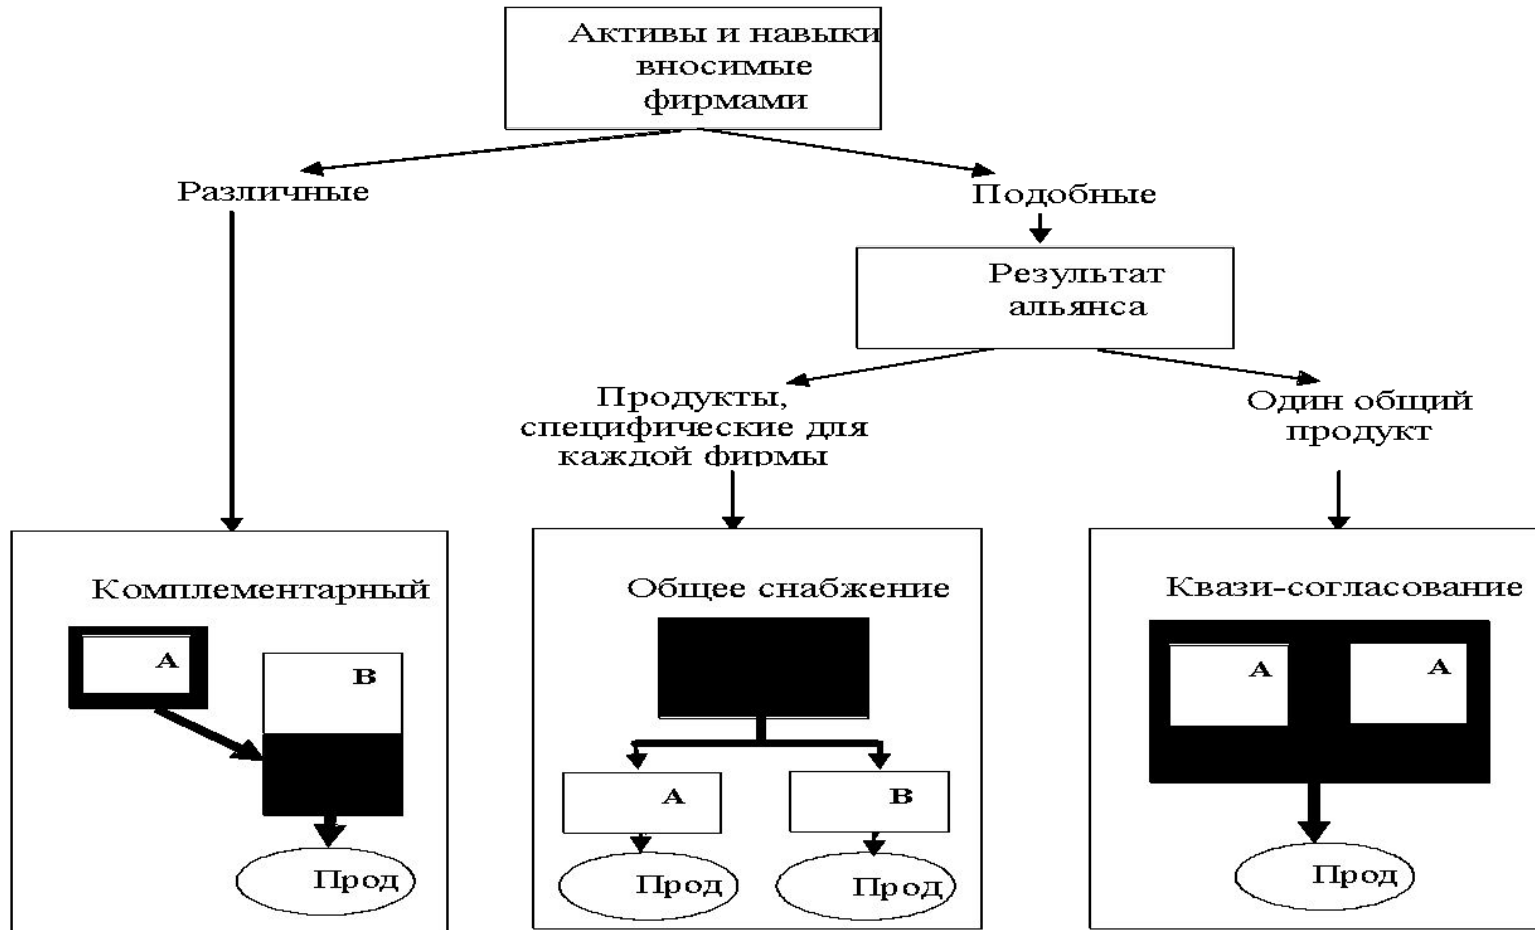 Активы и навыки
вносимые
фирмами
Различные
Подобные
Результат
альянса
Продукты,
специфические для
каждой фирмы
Один общий
продукт
Комплементарный
A
B
Прод
Общее снабжение
A
B
Прод
Прод
Квази-согласование
A
A
Прод